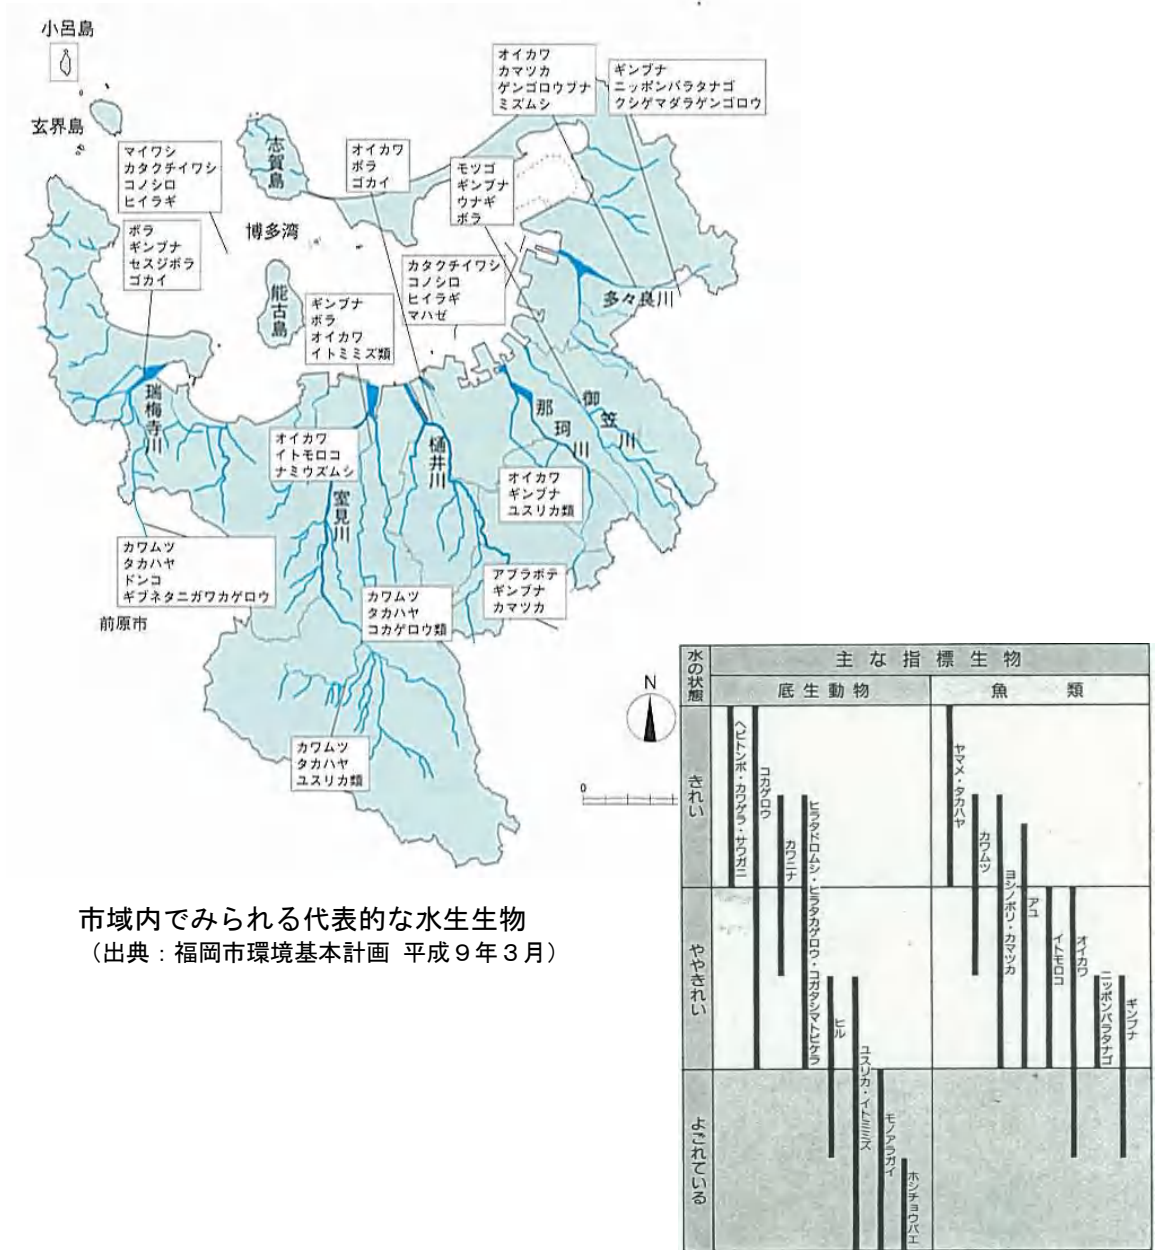 小呂島
玄界島
志賀島
博多湾
能古島
オイカワ
カマツカ
ゲンゴロウブナ
ミズムシ
ギンブナ
ニッポンバラタナゴ
クシゲマダラゲンゴロウ
マイワシ
カタクチイワシ
コノシロ
ヒイラギ
オイカワ
ボラ
ゴカイ
モツゴ
ギンブナ
ウナギ
ボラ
ボラ
ギンブナ
セスジボラ
ゴカイ
カタクチイワシ
コノシロ
ヒイラギ
マハゼ
ギンブナ
ボラ
オイカワ
イトミミズ類
多々良川
瑞梅寺川
御笠川
那珂川
樋井川
室見川
オイカワ
イトモロコ
ナミウズムシ
オイカワ
ギンブナ
ユスリカ類
カワムツ
タカハヤ
ドンコ
ギブネタニガワカゲロウ
前原市
カワムツ
タカハヤ
コカゲロウ類
アブラボテ
ギンブナ
カマツカ
カワムツ
タカハヤ
ユスリカ類
N
0
市域内でみられる代表的な水生生物
（出典：福岡市環境基本計画 平成９年３月）
水の状態
主な指標生物
底生動物
魚類
きれい
ややきれい
よごれている
ヘビトンボ・カワゲラ・サワガニ
コカゲロウ
カワニナ
ヒラタドロムシ・ヒラタカゲロウ・コガタシマトビケラ
ヒル
ユスリカ・イトミミズ
モノアラガイ
ホシチョウバエ
ヤマメ・タカハヤ
カワムツ
ヨシノボリ・カマツカ
アユ
イトモロコ
オイカワ
ニッポンバラタナゴ
ギンブナ